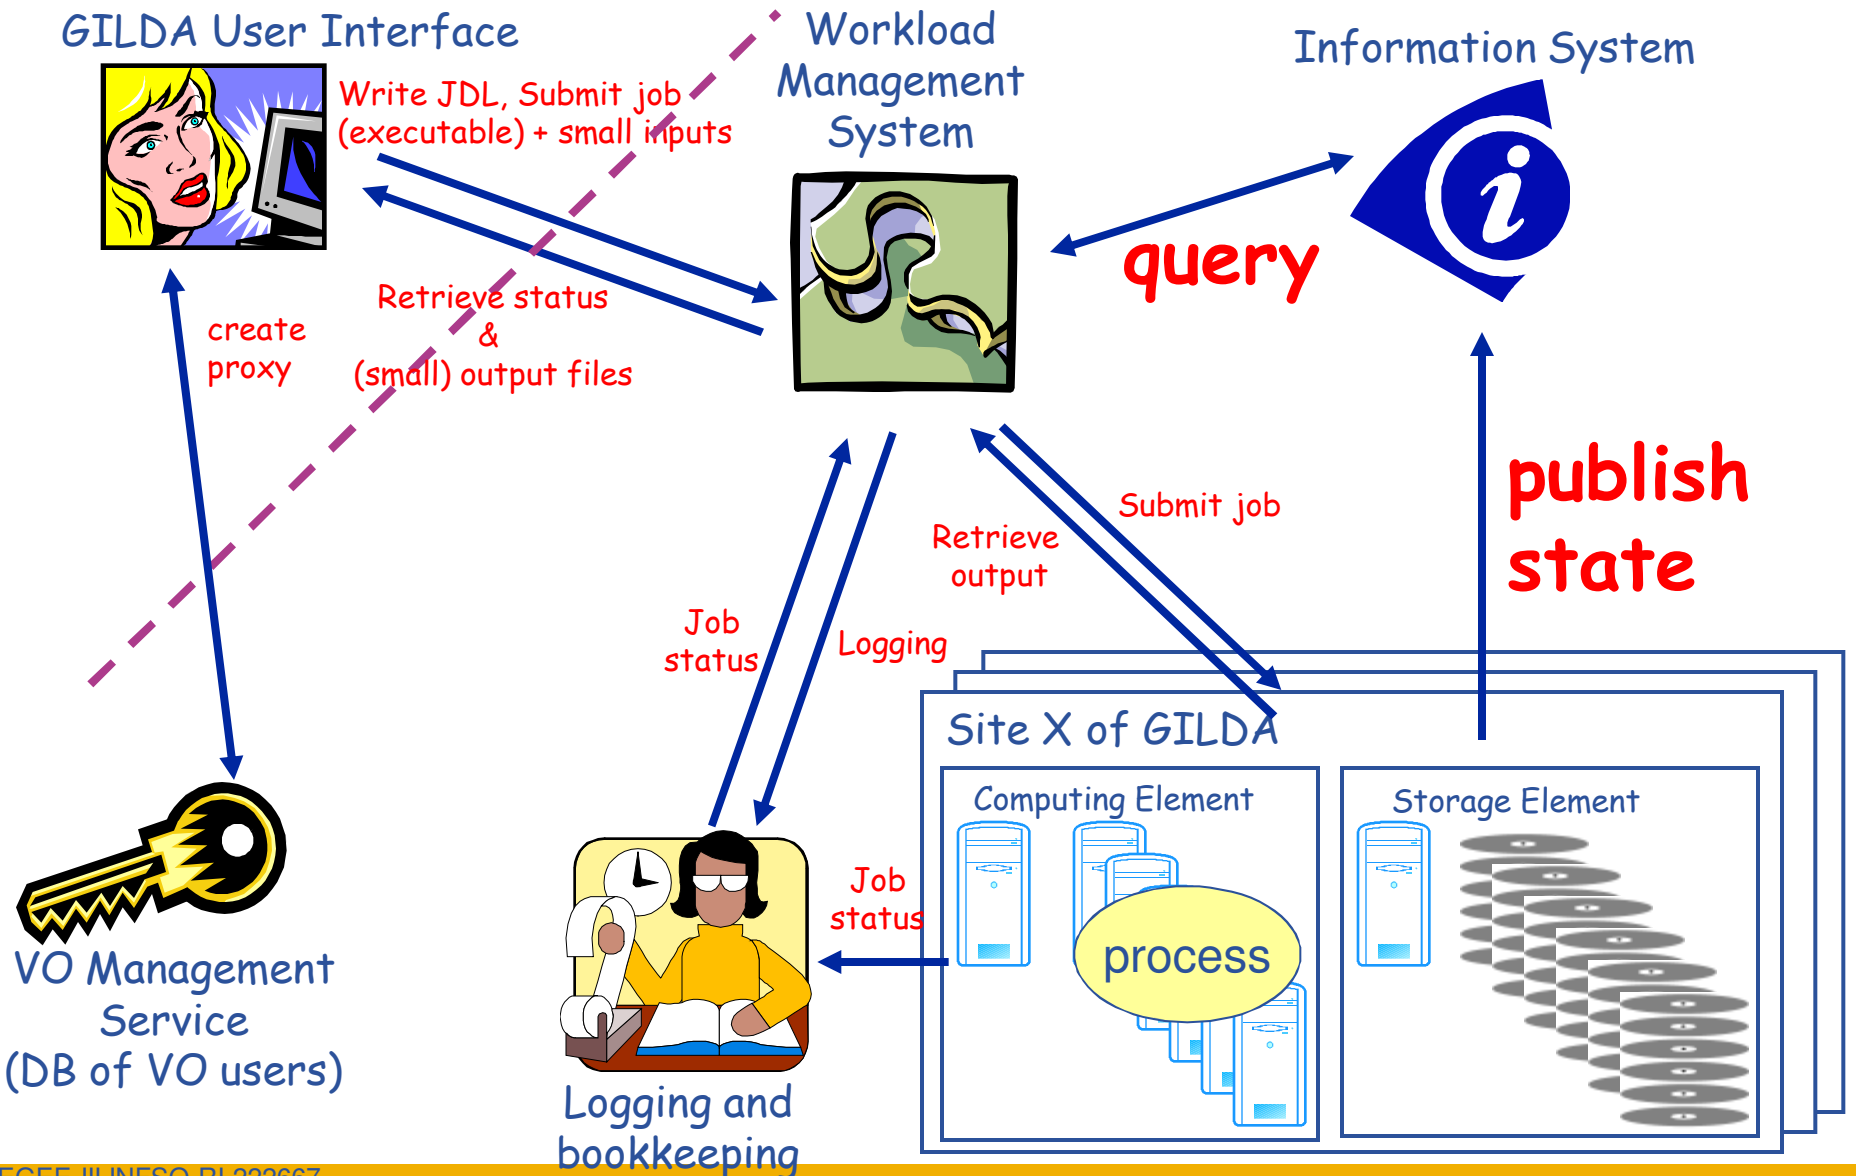 GILDA User Interface
Write JDL, Submit job
(executable) + small inputs
Workload
Management
System
Information System
query
Retrieve status
&
(small) output files
create
proxy
publish
state
Submit job
Retrieve
output
Job
status
Logging
Site X of GILDA
Computing Element
Storage Element
process
Job
status
VO Management
Service
(DB of VO users)
Logging and
bookkeeping